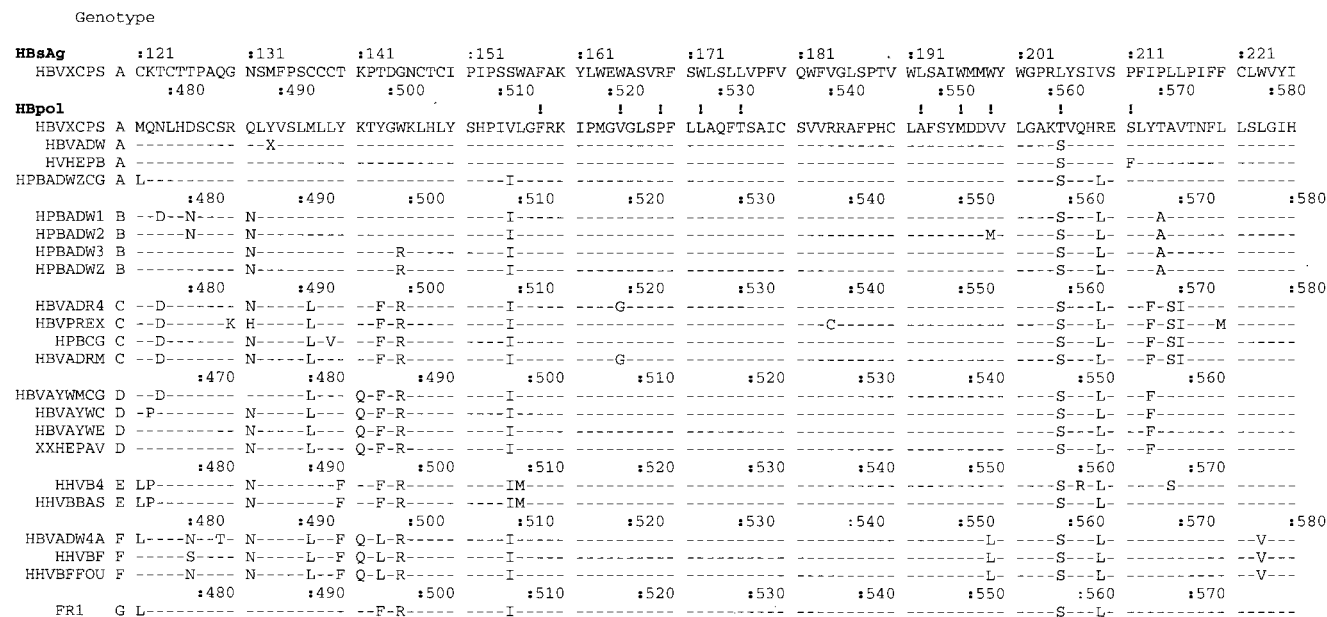 Genotype
HBsAg :121 :131 :141 :151 :161 :171 :181 :191 :201 :211 :221
HBVXCPS A CKTCTTPAQG NSMFPSCCCT KPTDGNCTCI PIPSSWAFAK YLWEWASVRF SWLSLLVPFV QWFVGLSPTV WLSAIWMMWY WGPRLYSIVS PFIPLLPIFF CLWVYI
:480 :490 :500 :510 :520 :530 :540 :550 :560 :570 :580
HBpol ! ! ! ! ! ! ! ! ! !
HBVXCPS A MQNLHDSCSR QLYVSLMLLY KTYGWKLHLY SHPIVLGFRK IPMGVGLSPF LLAQFTSAIC SVVRRAFPHC LAFSYMDDVV LGAKTVQHRE SLYTAVTNFL LSLGIH
HBVADW A ---------- --X------- ---------- ---------- ---------- ---------- ---------- ---------- ----S----- ---------- ------
HVHEPB A ---------- ---------- ---------- ---------- ---------- ---------- ---------- ---------- ----S----- F--------- ------
HPBADWZCG A L--------- ---------- ---------- ----I----- ---------- ---------- ---------- ---------- ----S---L- ---------- ------
:480 :490 :500 :510 :520 :530 :540 :550 :560 :570 :580
HPBADW1 B --D--N---- N--------- ---------- ----I----- ---------- ---------- ---------- ---------- ----S---L- ---A------ ------
HPBADW2 B -----N---- N--------- ---------- ----I----- ---------- ---------- ---------- --------M- ----S---L- ---A------ ------
HPBADW3 B ---------- N--------- ----R----- ----I----- ---------- ---------- ---------- ---------- ----S---L- ---A------ ------
HPBADWZ B ---------- N--------- ----R----- ----I----- ---------- ---------- ---------- ---------- ----S---L- ---A------ ------
:480 :490 :500 :510 :520 :530 :540 :550 :560 :570 :580
HBVADR4 C --D------- N-----L--- --F-R----- ----I----- ----G----- ---------- ---------- ---------- ----S---L- --F-SI---- ------
HBVPREX C --D------K H-----L--- --F-R----- ----I----- ---------- ---------- ---C------ ---------- ----S---L- --F-SI---M ------
HPBCG C --D------- N-----L-V- --F-R----- ----I----- ---------- ---------- ---------- ---------- ----S---L- --F-SI---- ------
HBVADRM C --D------- N-----L--- --F-R----- ----I----- ----G----- ---------- ---------- ---------- ----S---L- --F-SI---- ------
:470 :480 :490 :500 :510 :520 :530 :540 :550 :560
HBVAYWMCG D --D------- ------L--- Q-F-R----- ----I----- ---------- ---------- ---------- ---------- ----S---L- --F------- ------
HBVAYWC D -P-------- N-----L--- Q-F-R----- ----I----- ---------- ---------- ---------- ---------- ----S---L- --F------- ------
HBVAYWE D ---------- N-----L--- Q-F-R----- ----I----- ---------- ---------- ---------- ---------- ----S---L- --F------- ------
XXHEPAV D ---------- N-----L--- Q-F-R----- ----I----- ---------- ---------- ---------- ---------- ----S---L- --F------- ------
:480 :490 :500 :510 :520 :530 :540 :550 :560 :570
HHVB4 E LP-------- N--------F --F-R----- ----IM---- ---------- ---------- ---------- ---------- ----S-R-L- ----S----- ------
HHVBBAS E LP-------- N--------F --F-R----- ----IM---- ---------- ---------- ---------- ---------- ----S---L- ---------- ------
:480 :490 :500 :510 :520 :530 :540 :550 :560 :570 :580
HBVADW4A F L----N--T- N-----L--F Q-L-R----- ----I----- ---------- ---------- ---------- --------L- ----S---L- ---------- --V---
HHVBF F -----S---- N-----L--F Q-L-R----- ----I----- ---------- ---------- ---------- --------L- ----S---L- ---------- --V---
HHVBFFOU F ---------- N-----L--F Q-L-R----- ----I----- ---------- ---------- ---------- --------L- ----S---L- ---------- --V---
:480 :490 :500 :510 :520 :530 :540 :550 :560 :570
FR1 G L--------- ---------- --F-R----- ----I----- ---------- ---------- ---------- ---------- ----S---L- ---------- ------